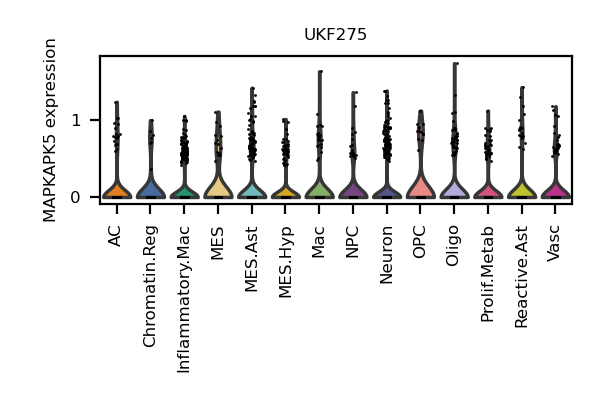 UKF275
MAPKAPK5 expression
1
0
AC
Chromatin.Reg
Inflammatory.Mac
MES
MES.Ast
MES.Hyp
Mac
NPC
Neuron
OPC
Oligo
Prolif.Metab
Reactive.Ast
Vasc